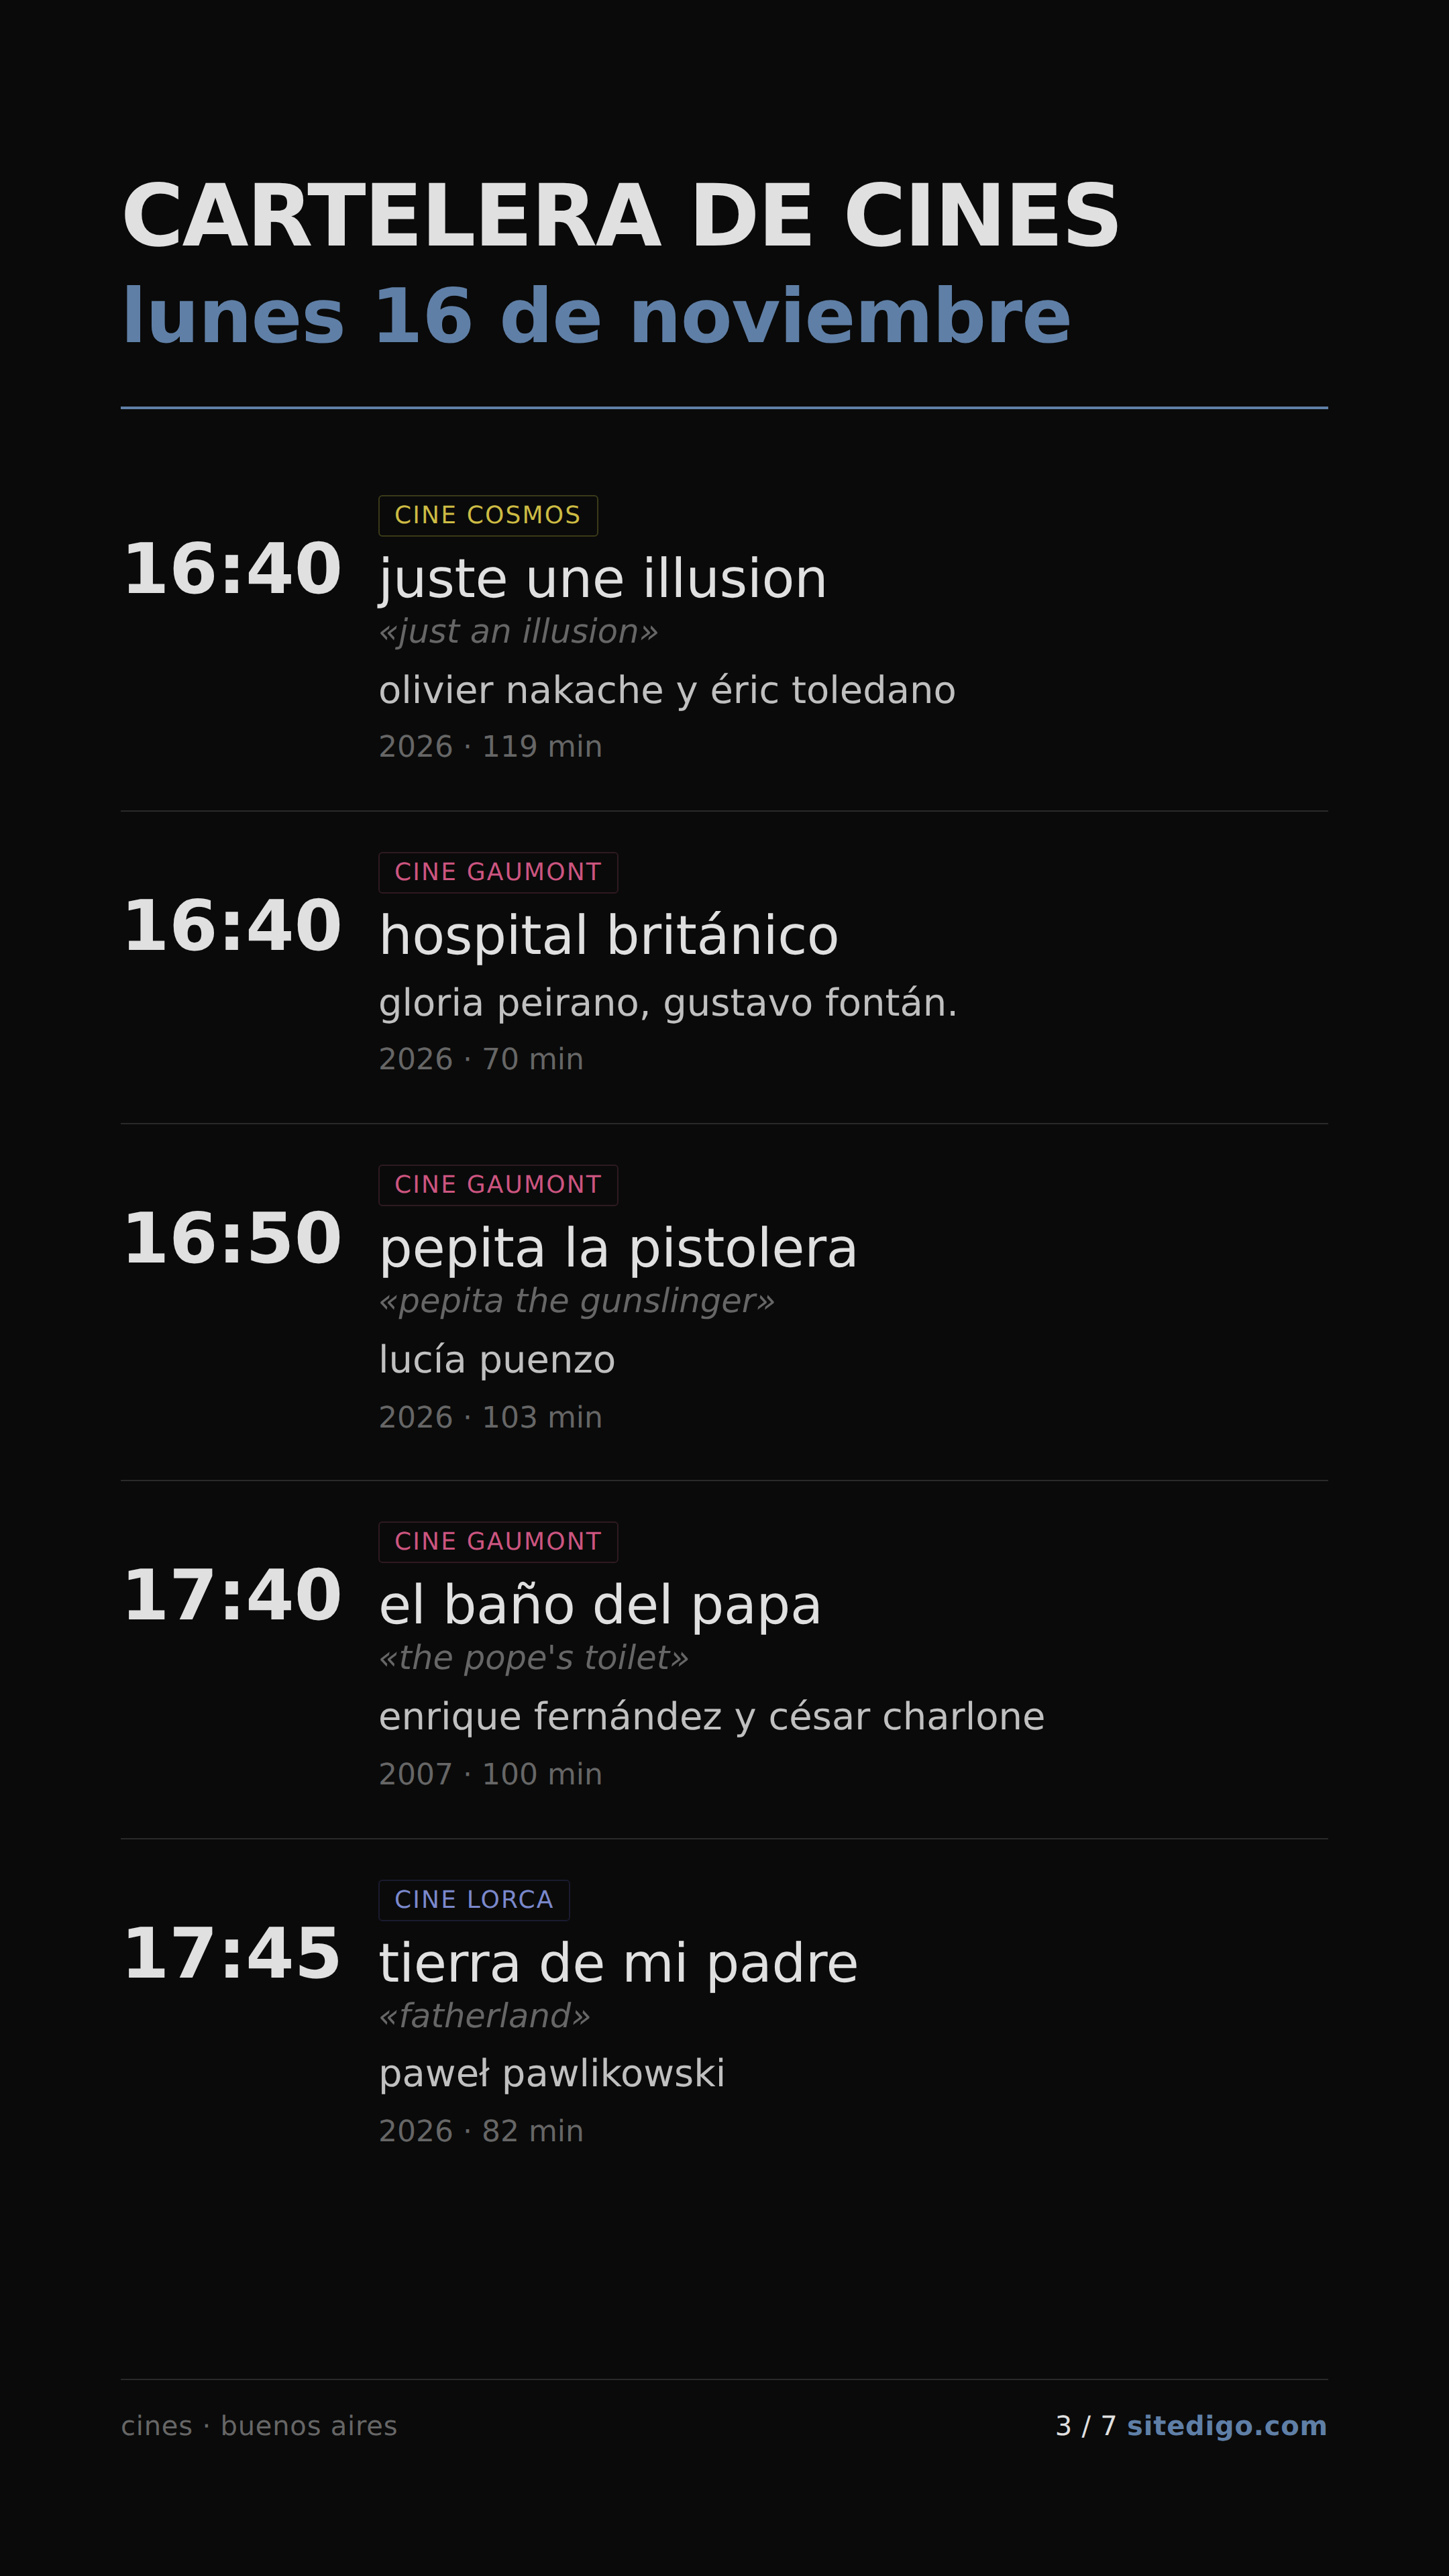 CARTELERA DE CINES
lunes 16 de noviembre
CINE COSMOS
16:40
juste une illusion
«just an illusion»
olivier nakache y éric toledano
2026 · 119 min
CINE GAUMONT
16:40
hospital británico
gloria peirano, gustavo fontán.
2026 · 70 min
CINE GAUMONT
16:50
pepita la pistolera
«pepita the gunslinger»
lucía puenzo
2026 · 103 min
CINE GAUMONT
17:40
el baño del papa
«the pope's toilet»
enrique fernández y césar charlone
2007 · 100 min
CINE LORCA
17:45
tierra de mi padre
«fatherland»
paweł pawlikowski
2026 · 82 min
cines · buenos aires
3 / 7 sitedigo.com